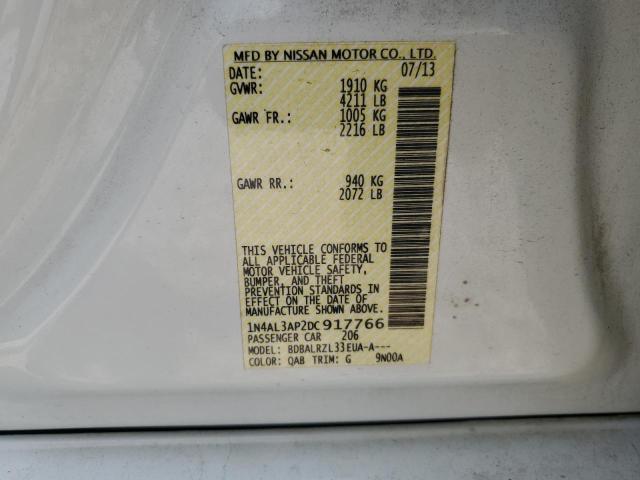 MFD BY NISSAN MOTOR CO., LTD.
DATE: 07/13
GVWR: 1910 KG
4211 LB
GAWR FR.: 1005 KG
2216 LB
GAWR RR.: 940 KG
2072 LB
THIS VEHICLE CONFORMS TO
ALL APPLICABLE FEDERAL
MOTOR VEHICLE SAFETY,
BUMPER, AND THEFT
PREVENTION STANDARDS IN
EFFECT ON THE DATE OF
MANUFACTURE SHOWN ABOVE.
1N4AL3AP2DC917766
PASSENGER CAR 206
MODEL: BDBALRZL33EUA-A---
COLOR: QAB TRIM: G 9N00A